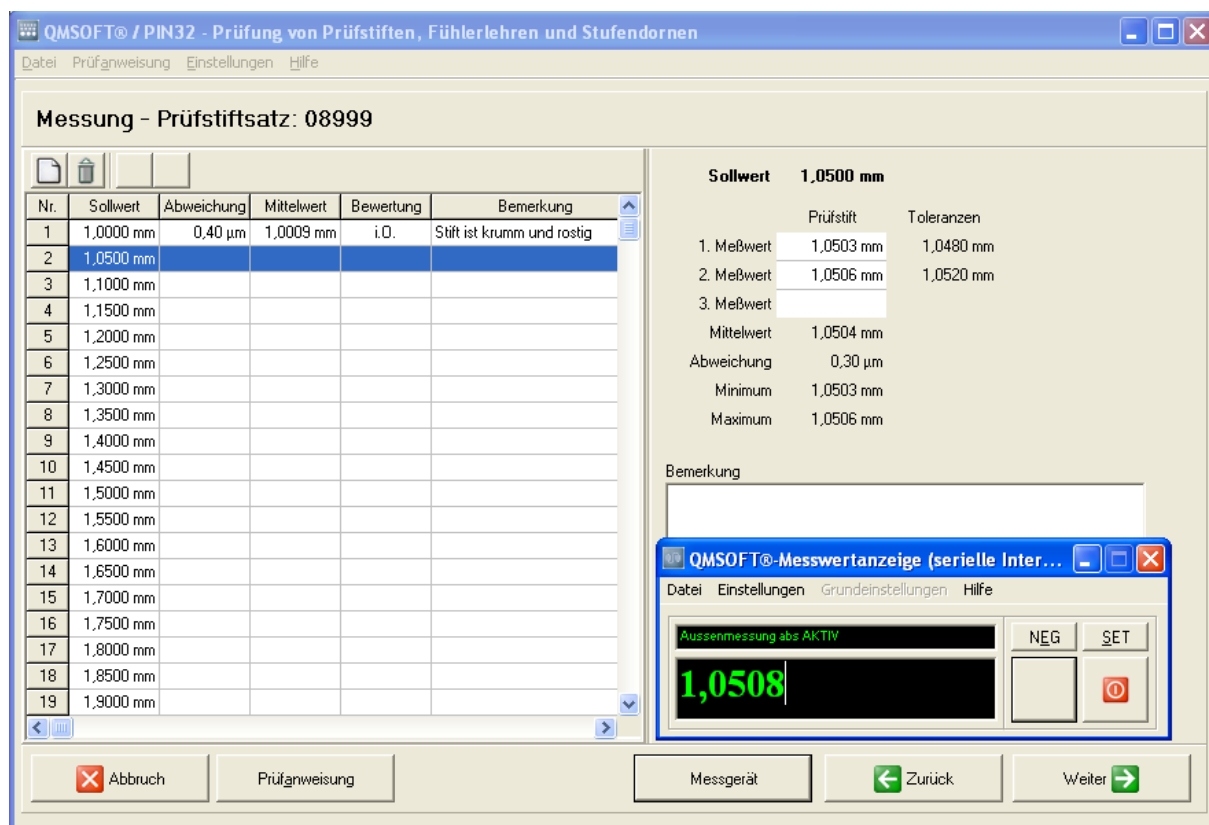 QMSOFT® / PIN32 - Prüfung von Prüfstiften, Fühlerlehren und Stufendornen
Datei Prüfanweisung Einstellungen Hilfe
Messung - Prüfstiftsatz: 08999
Nr. Sollwert Abweichung Mittelwert Bewertung Bemerkung
1 1,0000 mm 0,40 µm 1,0009 mm i.O. Stift ist krumm und rostig
2 1,0500 mm
3 1,1000 mm
4 1,1500 mm
5 1,2000 mm
6 1,2500 mm
7 1,3000 mm
8 1,3500 mm
9 1,4000 mm
10 1,4500 mm
11 1,5000 mm
12 1,5500 mm
13 1,6000 mm
14 1,6500 mm
15 1,7000 mm
16 1,7500 mm
17 1,8000 mm
18 1,8500 mm
19 1,9000 mm
Sollwert 1,0500 mm
Prüfstift Toleranzen
1. Meßwert 1,0503 mm 1,0480 mm
2. Meßwert 1,0506 mm 1,0520 mm
3. Meßwert
Mittelwert 1,0504 mm
Abweichung 0,30 µm
Minimum 1,0503 mm
Maximum 1,0506 mm
Bemerkung
QMSOFT®-Messwertanzeige (serielle Inter...
Datei Einstellungen Grundeinstellungen Hilfe
Aussenmessung abs AKTIV
NEG SET
1,0508
Abbruch Prüfanweisung Messgerät Zurück Weiter